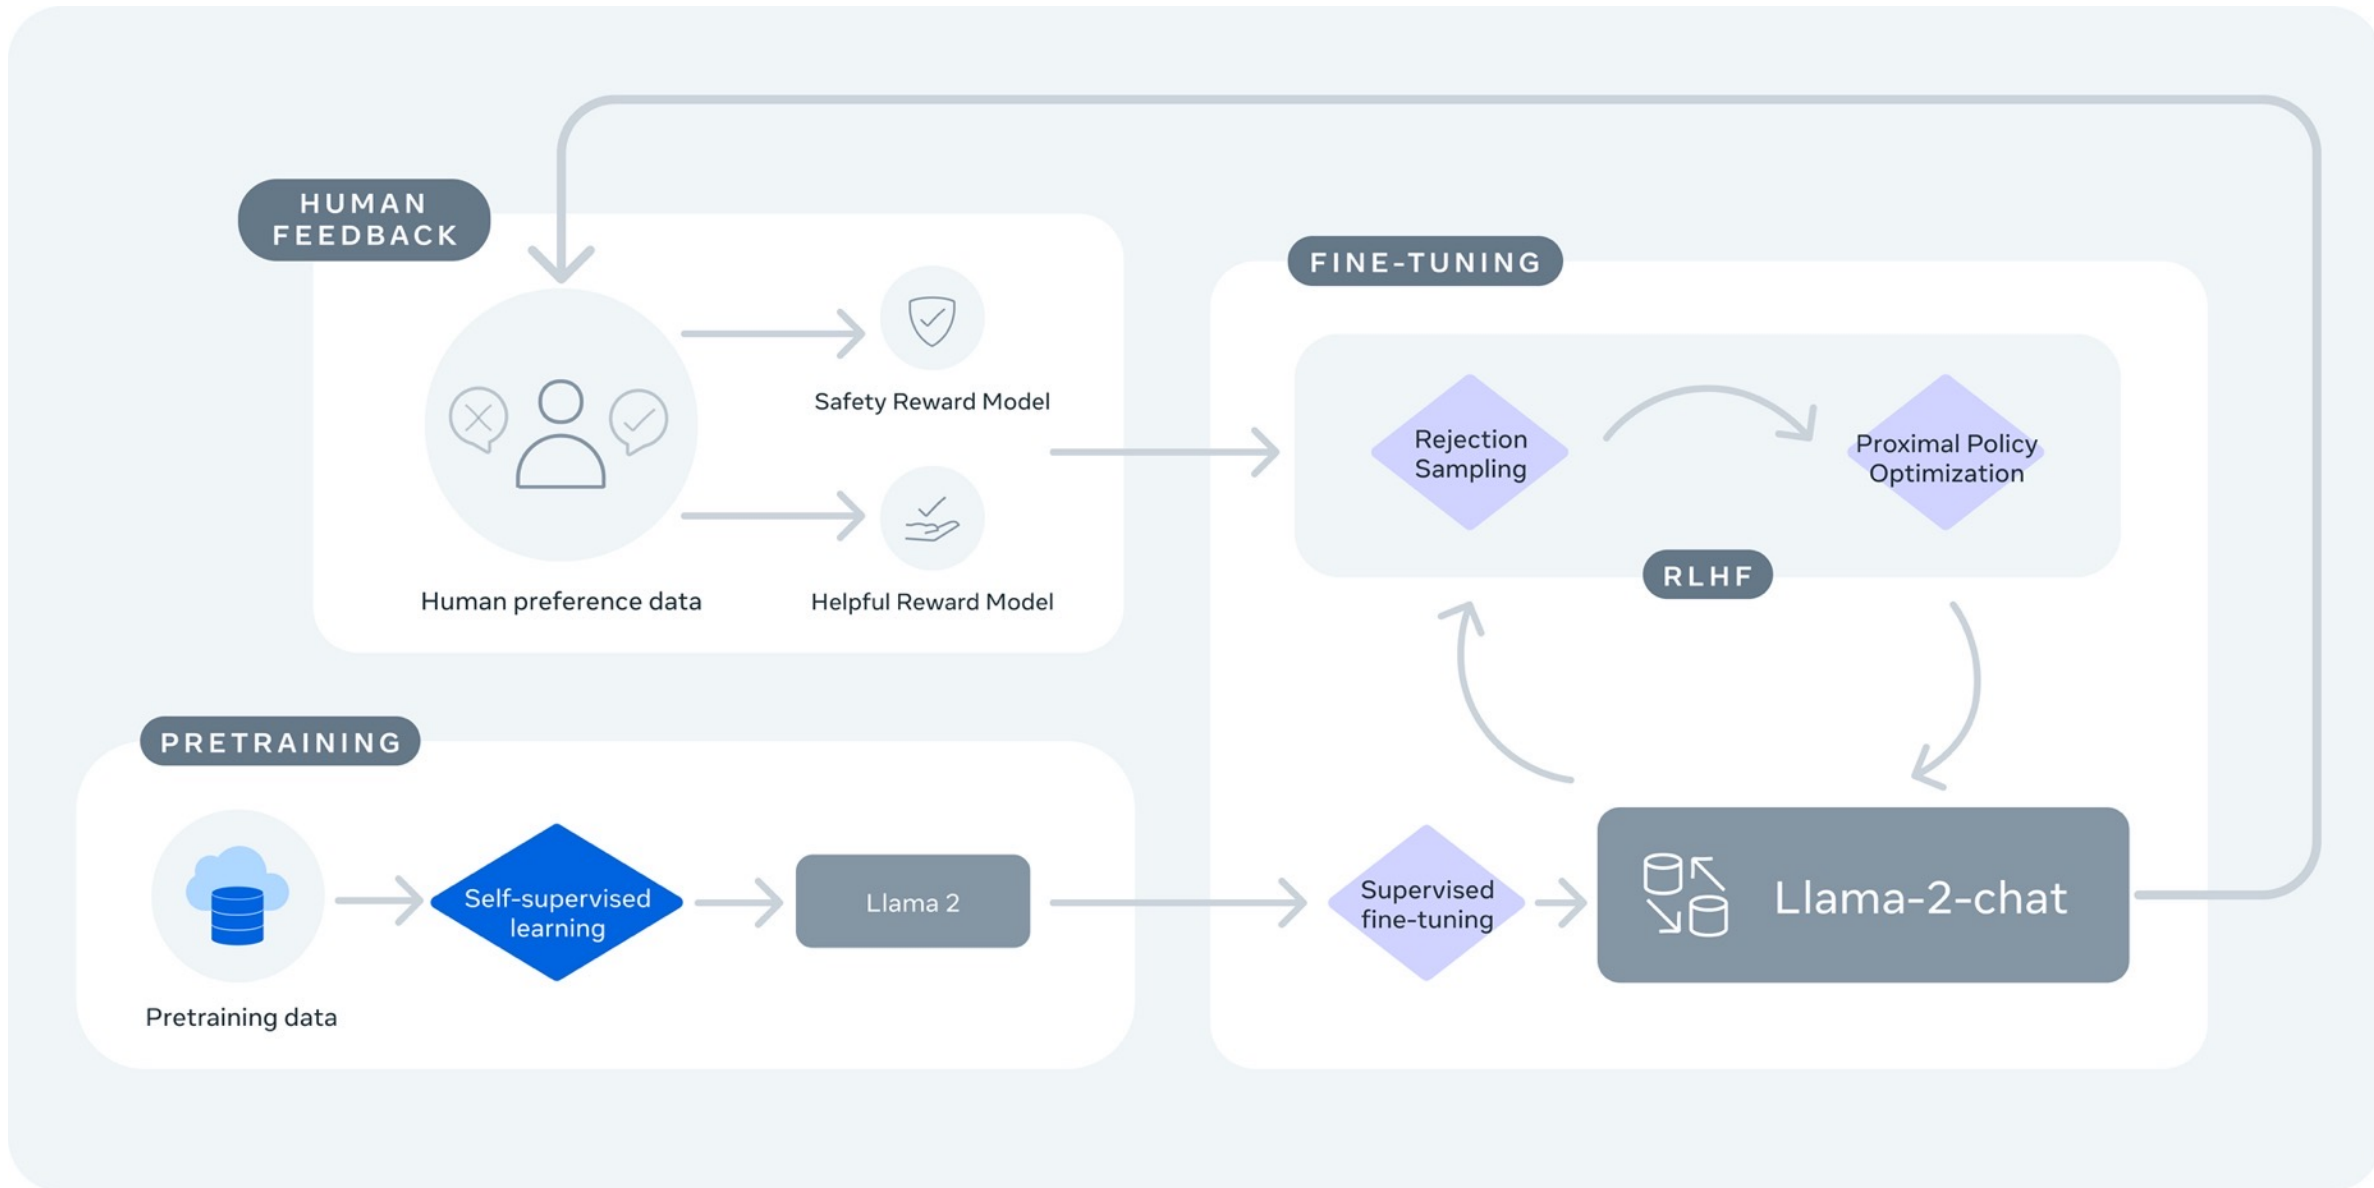 HUMAN
FEEDBACK
Safety Reward Model
Human preference data
Helpful Reward Model
FINE-TUNING
Rejection
Sampling
Proximal Policy
Optimization
RLHF
PRETRAINING
Pretraining data
Self-supervised
learning
Llama 2
Supervised
fine-tuning
Llama-2-chat